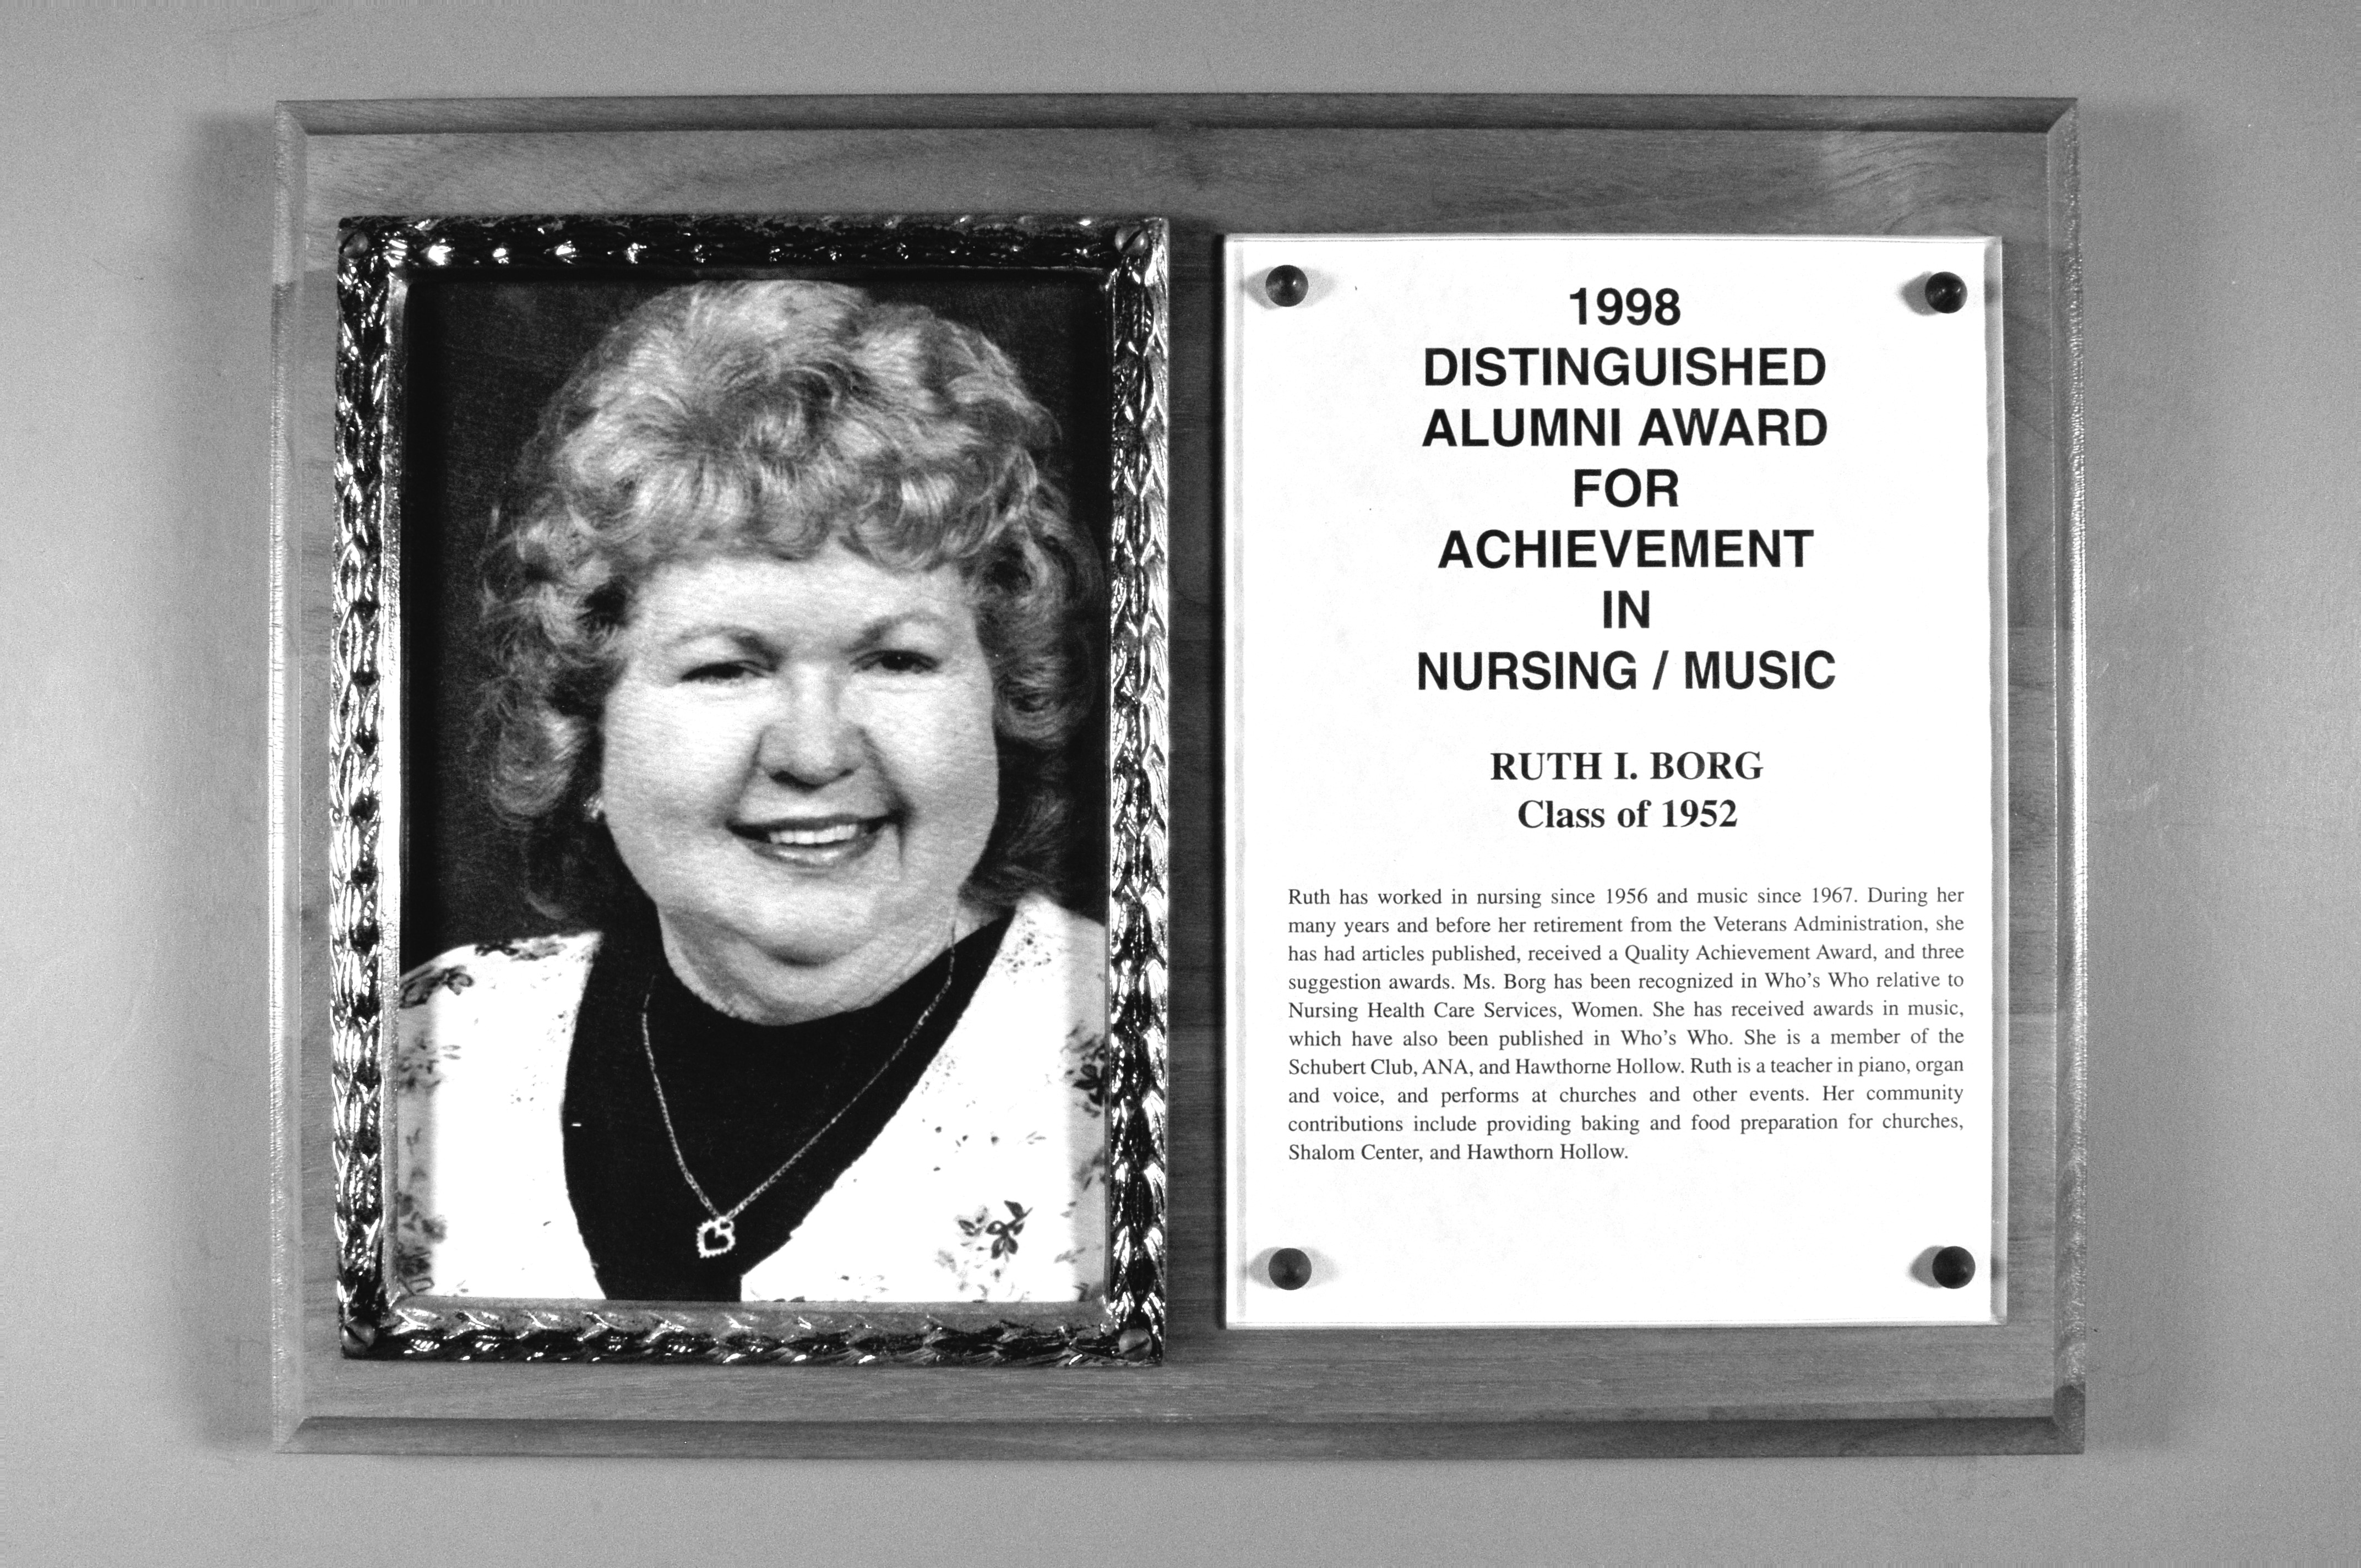 1998
DISTINGUISHED
ALUMNI AWARD
FOR
ACHIEVEMENT
IN
NURSING / MUSIC
RUTH I. BORG
Class of 1952
Ruth has worked in nursing since 1956 and music since 1967. During her
many years and before her retirement from the Veterans Administration, she
has had articles published, received a Quality Achievement Award, and three
suggestion awards. Ms. Borg has been recognized in Who's Who relative to
Nursing Health Care Services, Women. She has received awards in music,
which have also been published in Who's Who. She is a member of the
Schubert Club, ANA, and Hawthorne Hollow. Ruth is a teacher in piano, organ
and voice, and performs at churches and other events. Her community
contributions include providing baking and food preparation for churches,
Shalom Center, and Hawthorn Hollow.